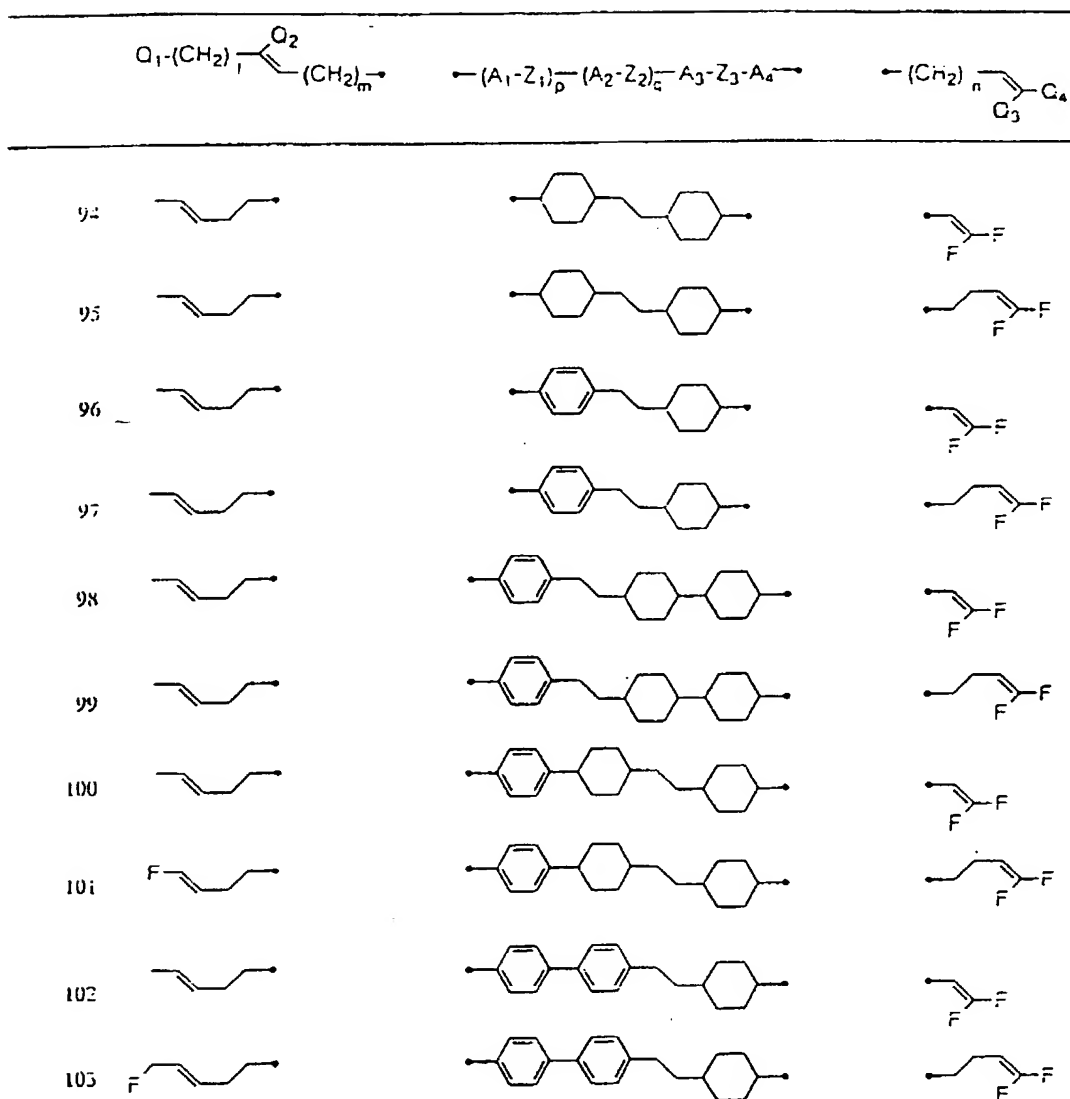 Q1-(CH2)l Q2 (CH2)m
(A1-Z1)p (A2-Z2)q A3-Z3-A4
(CH2)n Q3 Q4
94 F F
95 F F
96 F F
97 F F
98 F F
99 F F
100 F F
101 F F F
102 F F
103 F F F